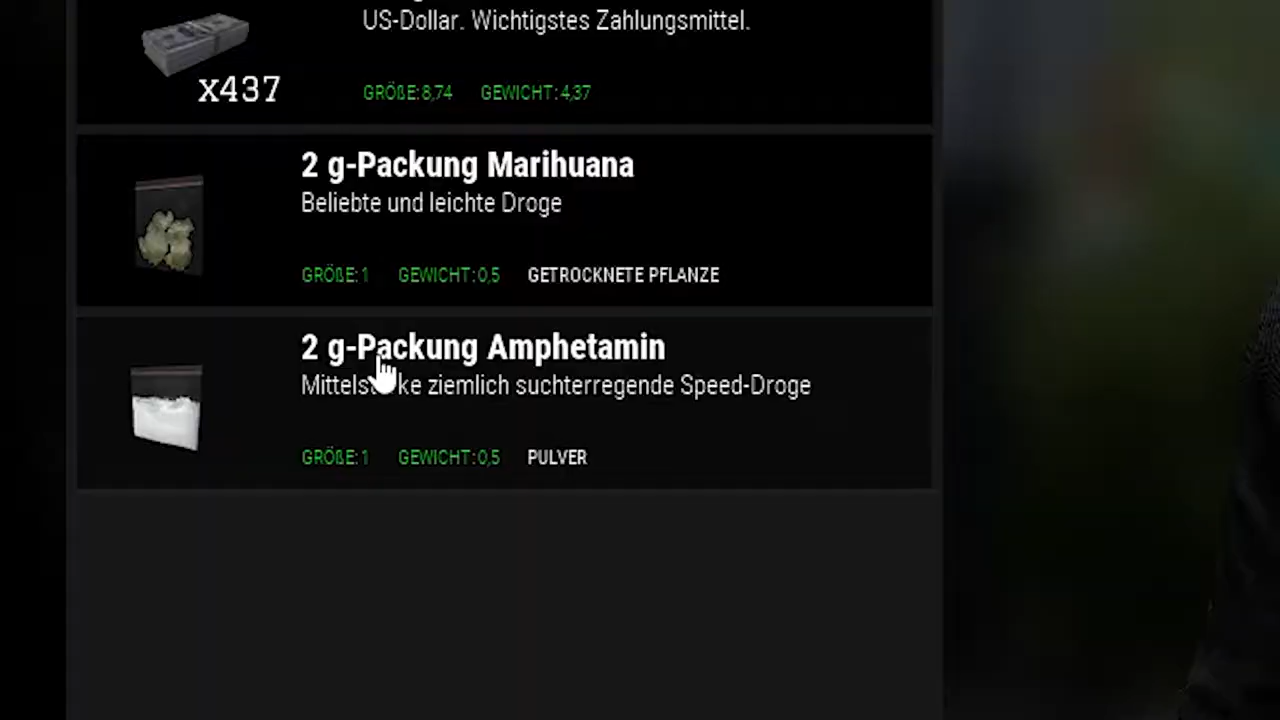 US-Dollar. Wichtigstes Zahlungsmittel.
x437
GRÖßE: 8,74 GEWICHT: 4,37
2 g-Packung Marihuana
Beliebte und leichte Droge
GRÖßE: 1 GEWICHT: 0,5 GETROCKNETE PFLANZE
2 g-Packung Amphetamin
ziemlich suchterregende Speed-Droge
GRÖßE: 1 GEWICHT: 0,5 PULVER